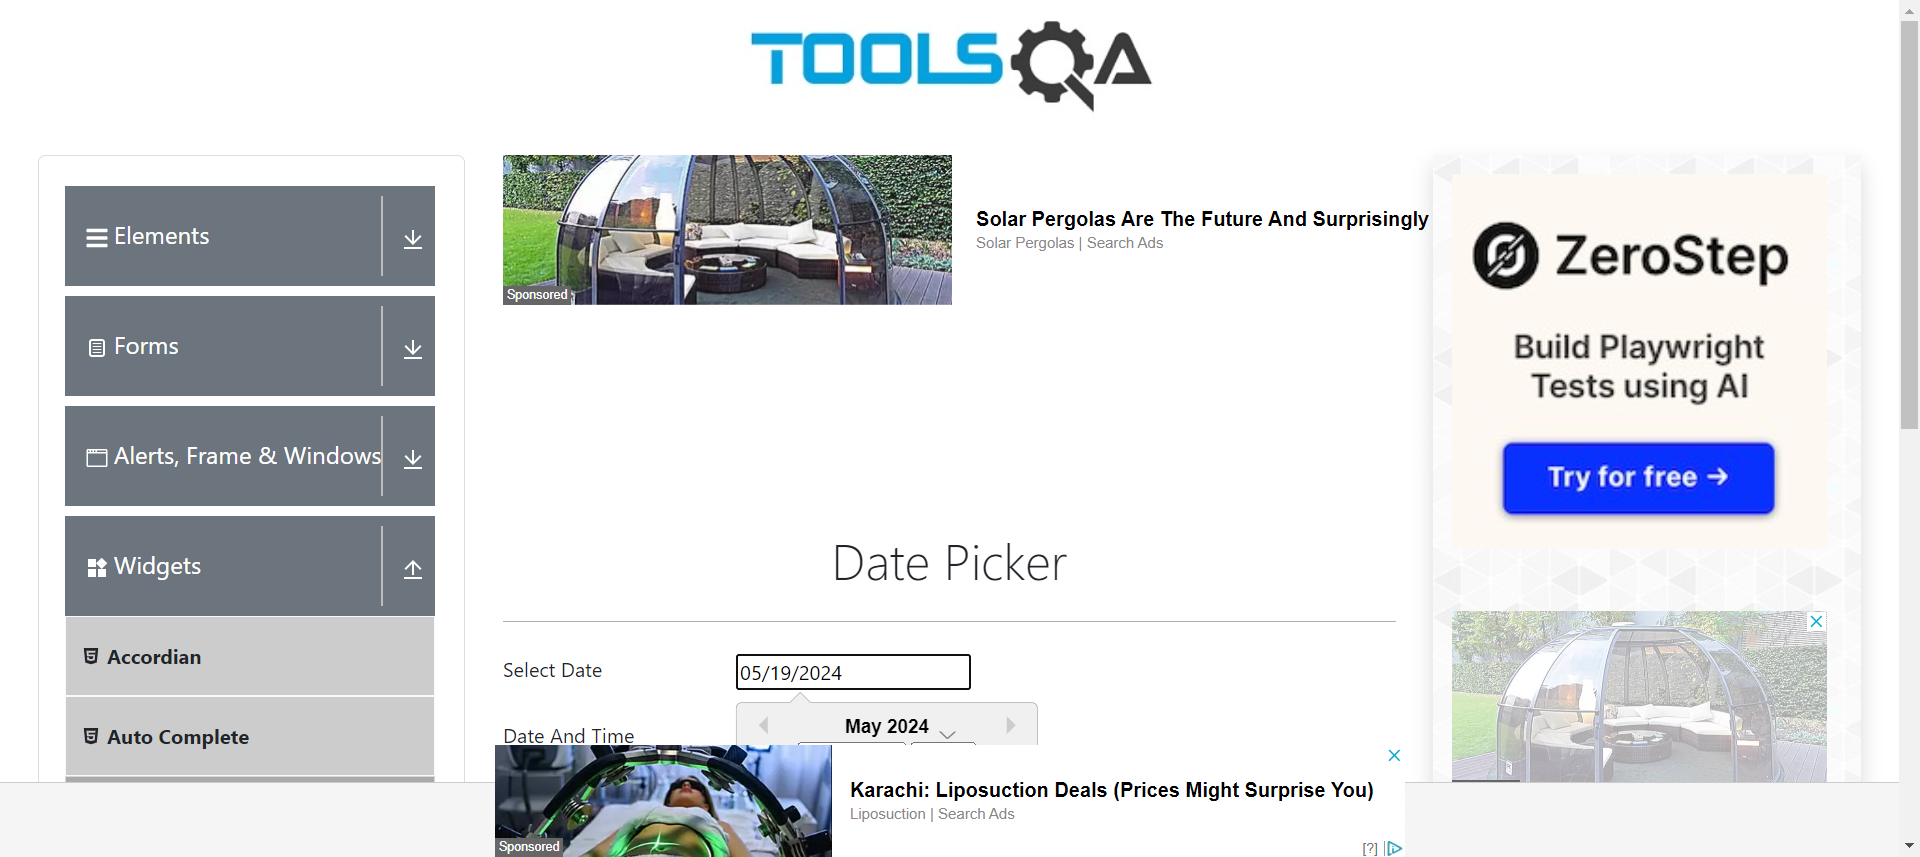 TOOLSQA
Elements
Forms
Alerts, Frame & Windows
Widgets
Accordian
Auto Complete
Sponsored
Solar Pergolas Are The Future And Surprisingly
Solar Pergolas | Search Ads
Date Picker
Select Date
05/19/2024
Date And Time
May 2024
Sponsored
Karachi: Liposuction Deals (Prices Might Surprise You)
Liposuction | Search Ads
[?]
ZeroStep
Build Playwright
Tests using AI
Try for free →